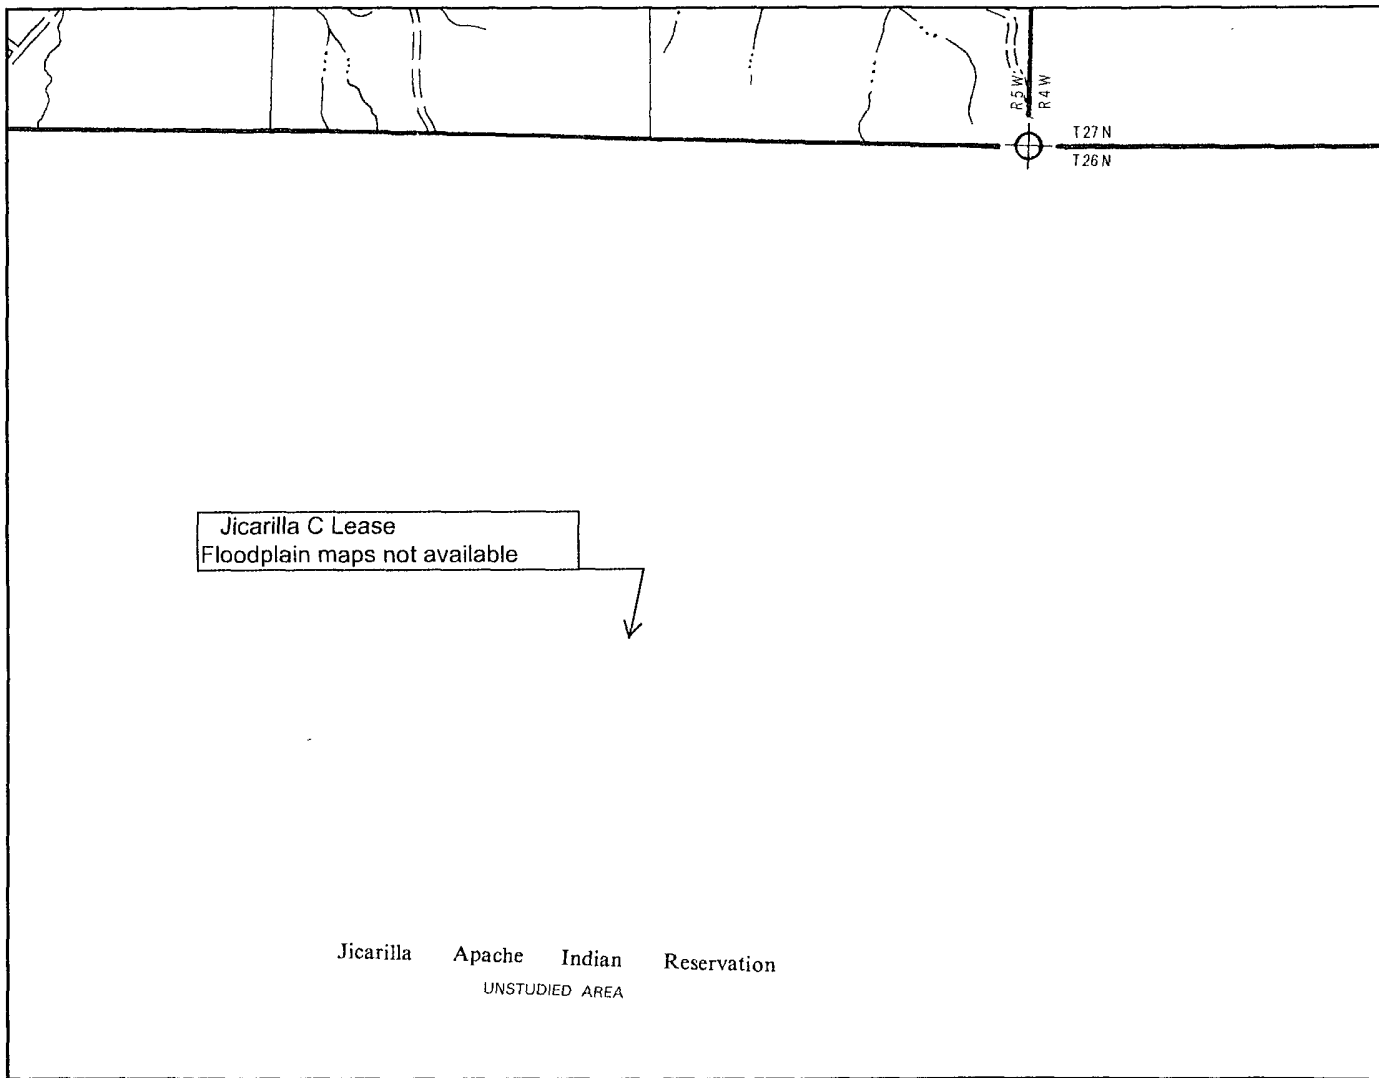 R 5 W
R 4 W
T 27 N
T 26 N
Jicarilla C Lease
Floodplain maps not available
Jicarilla Apache Indian Reservation
UNSTUDIED AREA